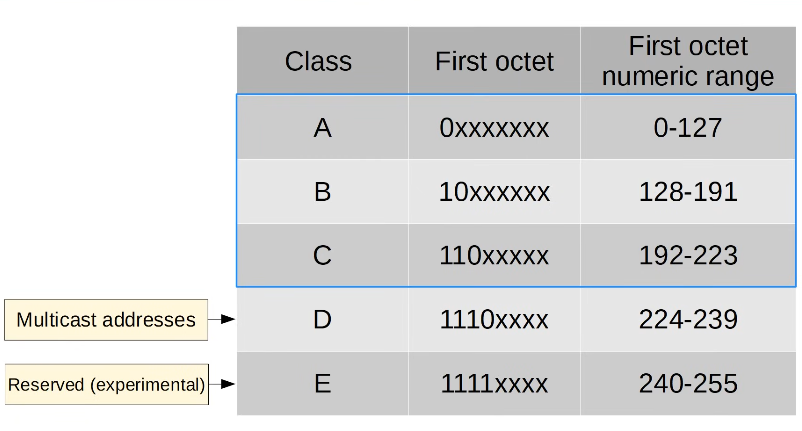 Class First octet First octet
numeric range
A 0xxxxxxx 0-127
B 10xxxxxx 128-191
C 110xxxxx 192-223
Multicast addresses D 1110xxxx 224-239
Reserved (experimental) E 1111xxxx 240-255